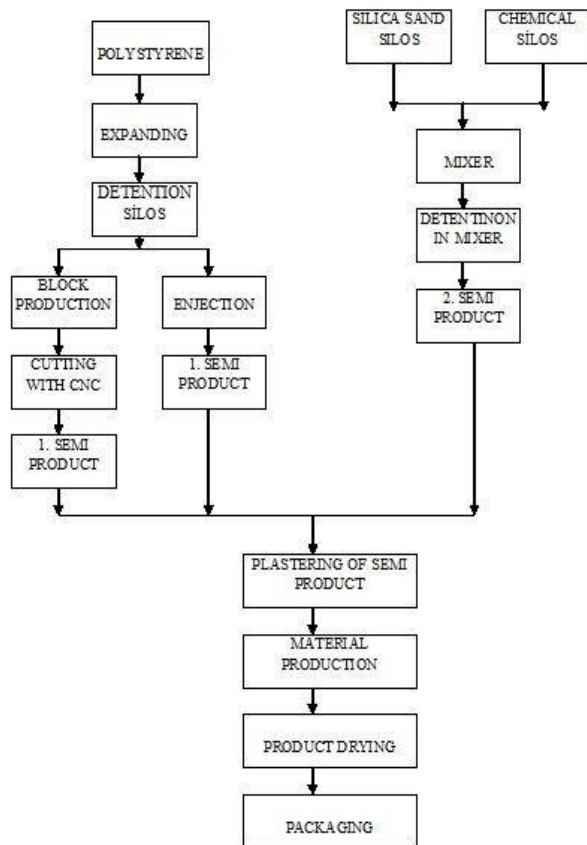 SILICA SAND
SILOS
CHEMICAL
SİLOS
POLYSTYRENE
EXPANDING
MIXER
DETENTION
SİLOS
DETENTINON
IN MIXER
BLOCK
PRODUCTION
ENJECTION
2. SEMI
PRODUCT
CUTTING
WITH CNC
1. SEMI
PRODUCT
1. SEMI
PRODUCT
PLASTERING OF SEMI
PRODUCT
MATERIAL
PRODUCTION
PRODUCT DRYING
PACKAGING